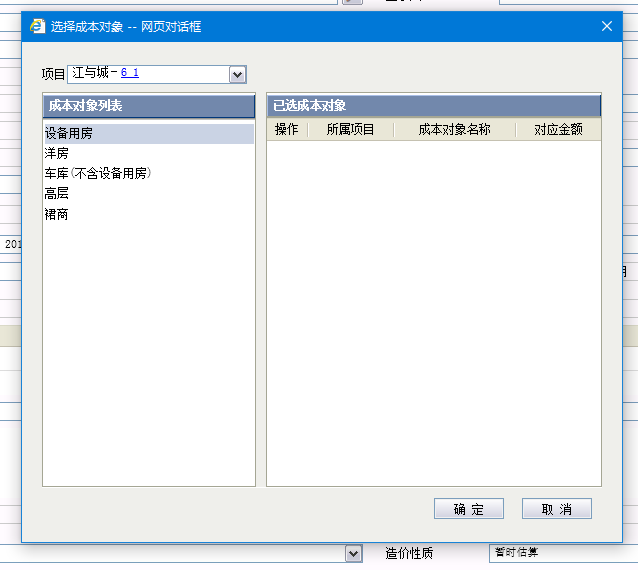 选择成本对象 -- 网页对话框
项目 江与城-6_1
成本对象列表
设备用房
洋房
车库(不含设备用房)
高层
裙商
已选成本对象
操作 所属项目 成本对象名称 对应金额
201
确 定 取 消
造价性质 暂时估算